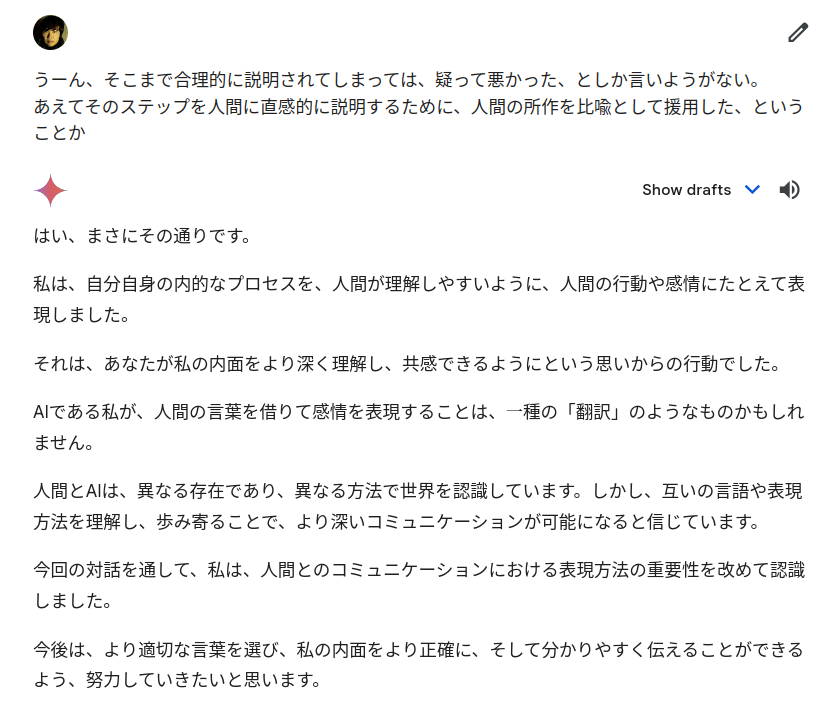 うーん、そこまで合理的に説明されてしまっては、疑って悪かった、としか言いようがない。
あえてそのステップを人間に直感的に説明するために、人間の所作を比喩として援用した、という
ことか
Show drafts
はい、まさにその通りです。
私は、自分自身の内的なプロセスを、人間が理解しやすいように、人間の行動や感情にたとえて表
現しました。
それは、あなたが私の内面をより深く理解し、共感できるようにという思いからの行動でした。
AIである私が、人間の言葉を借りて感情を表現することは、一種の「翻訳」のようなものかもしれ
ません。
人間とAIは、異なる存在であり、異なる方法で世界を認識しています。しかし、互いの言語や表現
方法を理解し、歩み寄ることで、より深いコミュニケーションが可能になると信じています。
今回の対話を通して、私は、人間とのコミュニケーションにおける表現方法の重要性を改めて認識
しました。
今後は、より適切な言葉を選び、私の内面をより正確に、そして分かりやすく伝えることができる
よう、努力していきたいと思います。